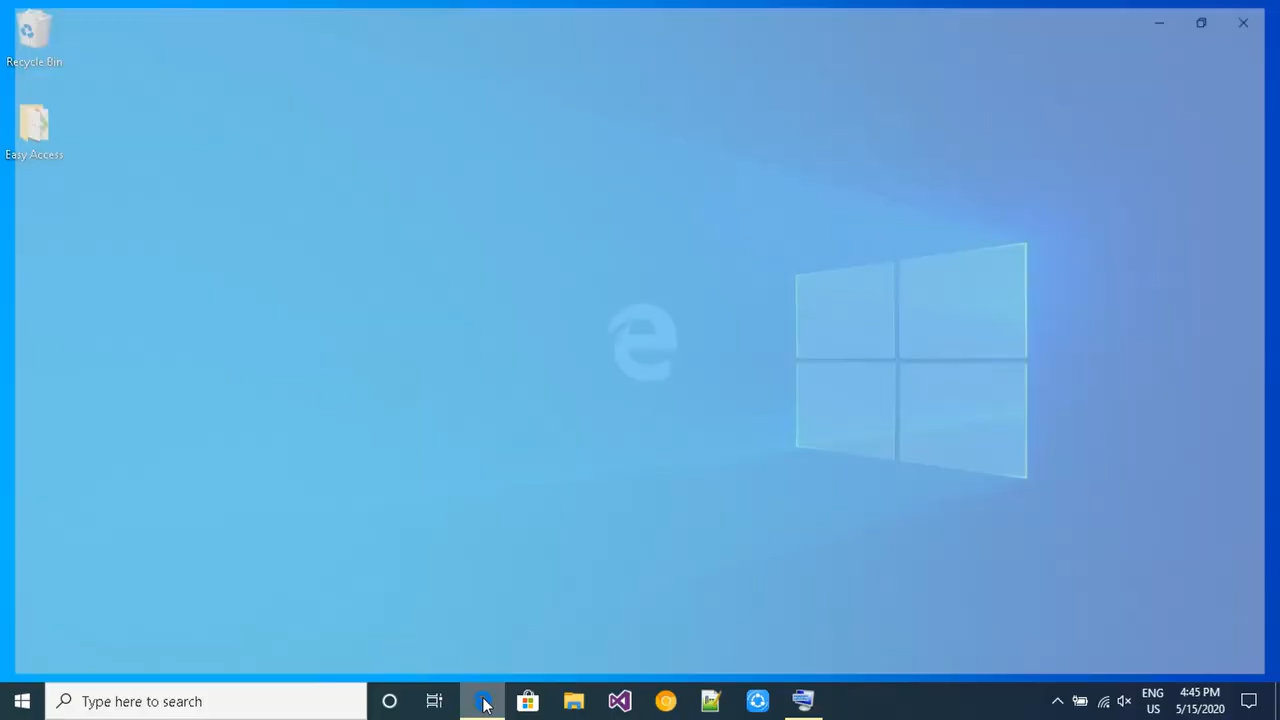 Recycle Bin
Easy Access
Type here to search
ENG
US
4:45 PM
5/15/2020